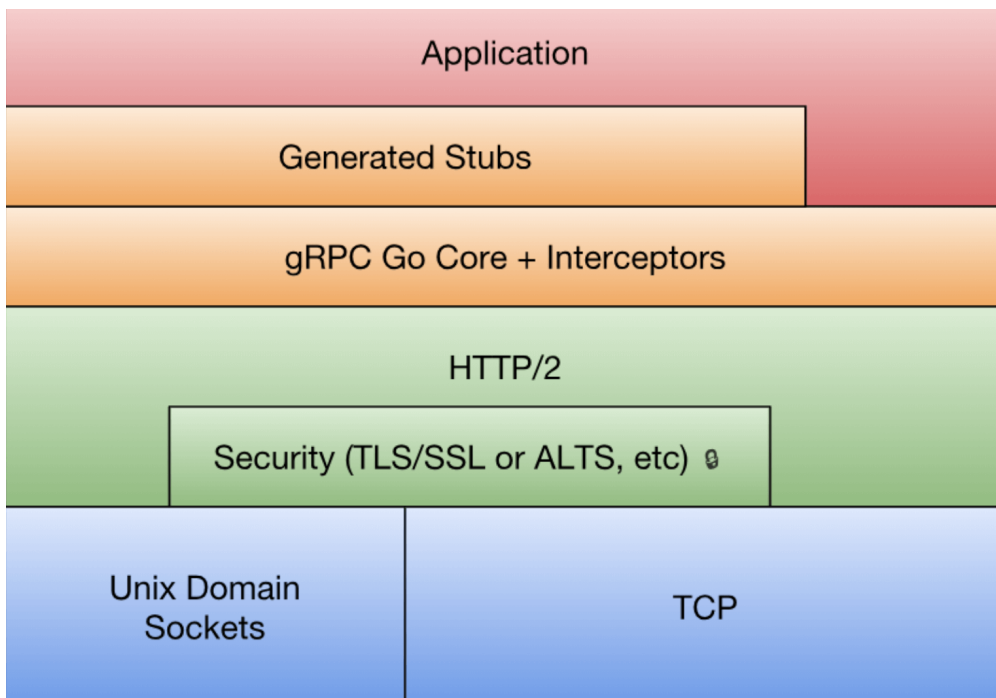 Application
Generated Stubs
gRPC Go Core + Interceptors
HTTP/2
Security (TLS/SSL or ALTS, etc)
Unix Domain
Sockets
TCP